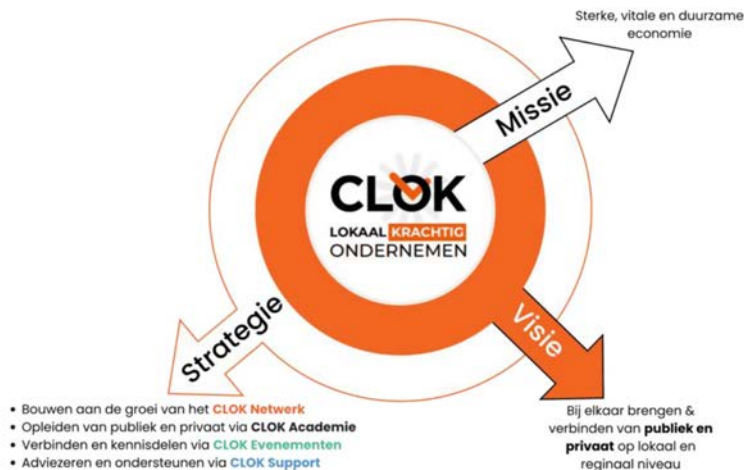 Sterke, vitale en duurzame
economie
Missie
CLOK
LOKAAL KRACHTIG
ONDERNEMEN
Strategie
Visie
• Bouwen aan de groei van het CLOK Netwerk
• Opleiden van publiek en privaat via CLOK Academie
• Verbinden en kennisdelen via CLOK Evenementen
• Adviezeren en ondersteunen via CLOK Support
Bij elkaar brengen &
verbinden van publiek en
privaat op lokaal en
reginaal niveau